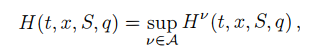 H(t, x, S, q) = sup_{ν∈𝒜} H^ν(t, x, S, q) ,